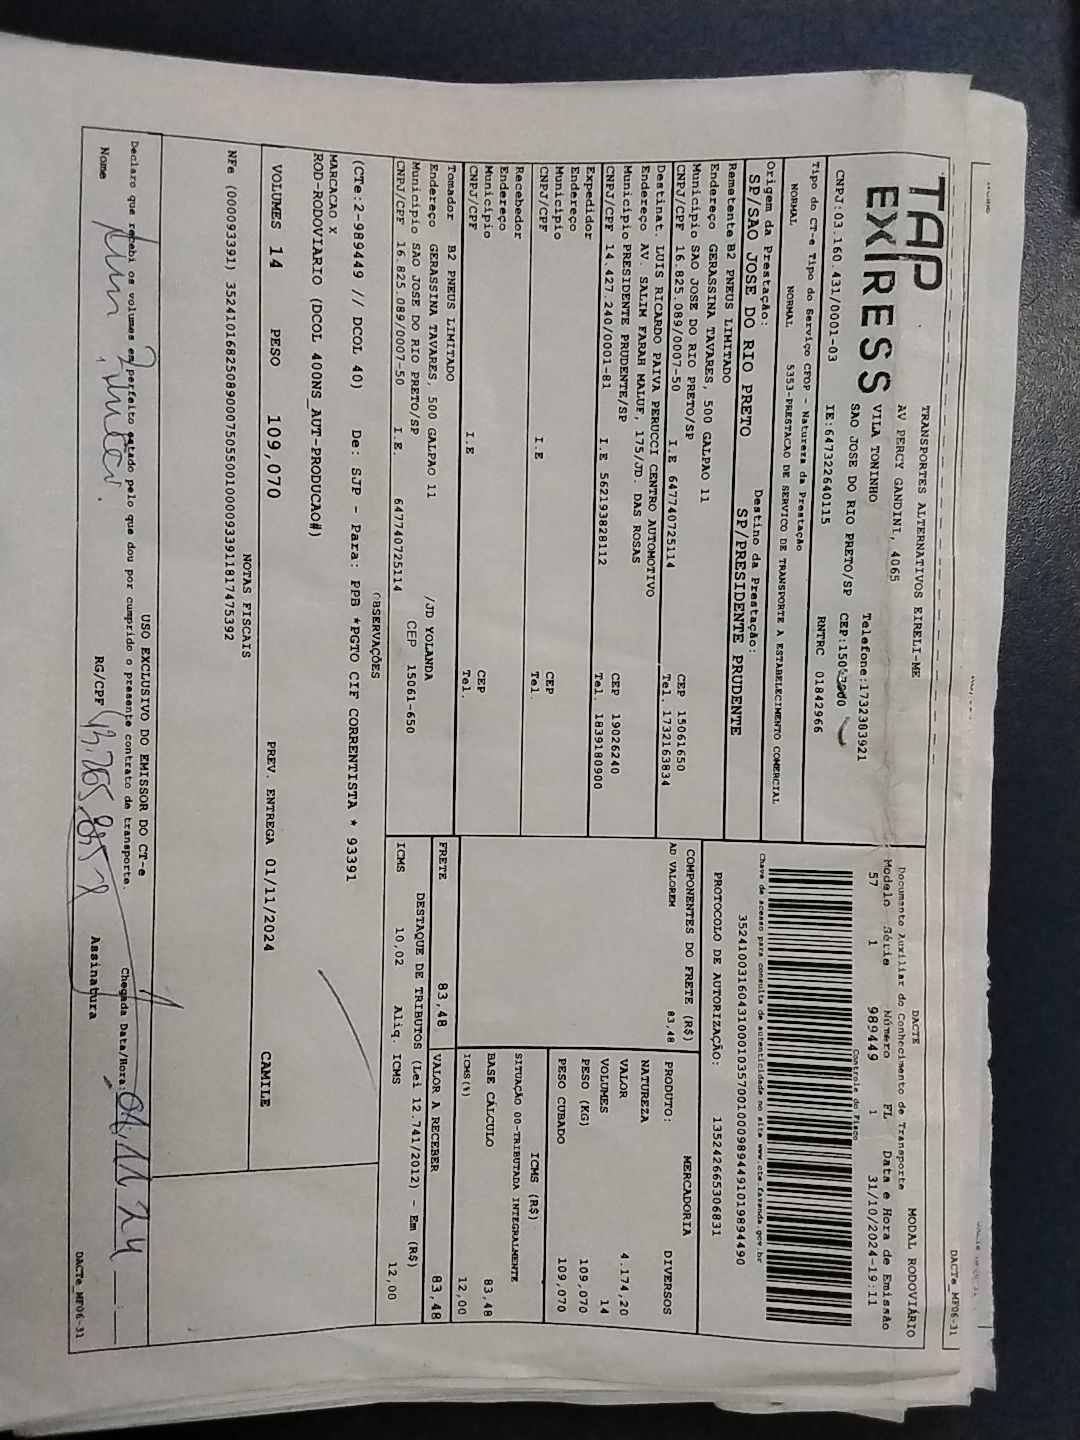 TAP
EXPRESS
TRANSPORTES ALTERNATIVOS EIRELI-ME
AV PERCY GANDINI, 4065
VILA TONINHO Telefone:1732303921
SAO JOSE DO RIO PRETO/SP
CNPJ:03.160.431/0001-03 IE:647322640115 RNTRC 01842966
Tipo do CT-e Tipo do Serviço CFOP - Natureza da Prestação
NORMAL NORMAL 5353-PRESTACAO DE SERVICO DE TRANSPORTE A ESTABELECIMENTO COMERCIAL
Origem da Prestação: Destino da Prestação:
SP/SAO JOSE DO RIO PRETO SP/PRESIDENTE PRUDENTE
Remetente B2 PNEUS LIMITADO
Endereço GERASSINA TAVARES, 500 GALPAO 11
Município SAO JOSE DO RIO PRETO/SP CEP 15061650
CNPJ/CPF 16.825.089/0007-50 I.E 647740725114 Tel. 1732163834
Destinat. LUIS RICARDO PAIVA PERUCCI CENTRO AUTOMOTIVO
Endereço AV. SALIM FARAH MALUF, 175/JD. DAS ROSAS
Município PRESIDENTE PRUDENTE/SP CEP 19026240
CNPJ/CPF 14.427.240/0001-81 I.E 562193828112 Tel. 1839180900
Expedidor
Endereço
Município CEP
CNPJ/CPF I.E Tel.
Recebedor
Endereço
Município CEP
CNPJ/CPF I.E Tel.
Tomador B2 PNEUS LIMITADO
Endereço GERASSINA TAVARES, 500 GALPAO 11 /JD YOLANDA
Município SAO JOSE DO RIO PRETO/SP CEP 15061-650
CNPJ/CPF 16.825.089/0007-50 I.E. 647740725114
DACTE MODAL RODOVIÁRIO
Documento Auxiliar do Conhecimento de Transporte
Modelo Série Número FL Data e Hora de Emissão
57 1 989449 1 31/10/2024-19:11
Controle do Fisco
Chave de acesso para consulta de autenticidade no site www.cte.fazenda.gov.br
35241003160431000103570010009894491019894490
PROTOCOLO DE AUTORIZAÇÃO: 135242665306831
COMPONENTES DO FRETE (R$)
AD VALOREM 83,48
MERCADORIA
PRODUTO: DIVERSOS
NATUREZA
VALOR 4.174,20
VOLUMES 14
PESO (KG) 109,070
PESO CUBADO 109,070
ICMS (R$)
SITUAÇÃO 00-TRIBUTADA INTEGRALMENTE
BASE CÁLCULO 83,48
ICMS(%) 12,00
FRETE 83,48 VALOR A RECEBER 83,48
DESTAQUE DE TRIBUTOS (Lei 12.741/2012) - Em (R$)
ICMS 10,02 Aliq. ICMS 12,00
OBSERVAÇÕES
(CTe:2-989449 // DCOL 40) De: SJP - Para: PPB *PGTO CIF CORRENTISTA * 93391
MARCACAO X
ROD-RODOVIARIO (DCOL 400NS_AUT-PRODUCAO#)
VOLUMES 14 PESO 109,070 PREV. ENTREGA 01/11/2024 CAMILE
NOTAS FISCAIS
NFe (000093391) 35241016825089000750550010000933911817475392
USO EXCLUSIVO DO EMISSOR DO CT-e
Declaro que recebi os volumes em perfeito estado pelo que dou por cumprido o presente contrato de transporte. Chegada Data/Hora: 01.11.24
Nome RG/CPF Assinatura
DACTe_MF06-31
DACTe_MF06-31